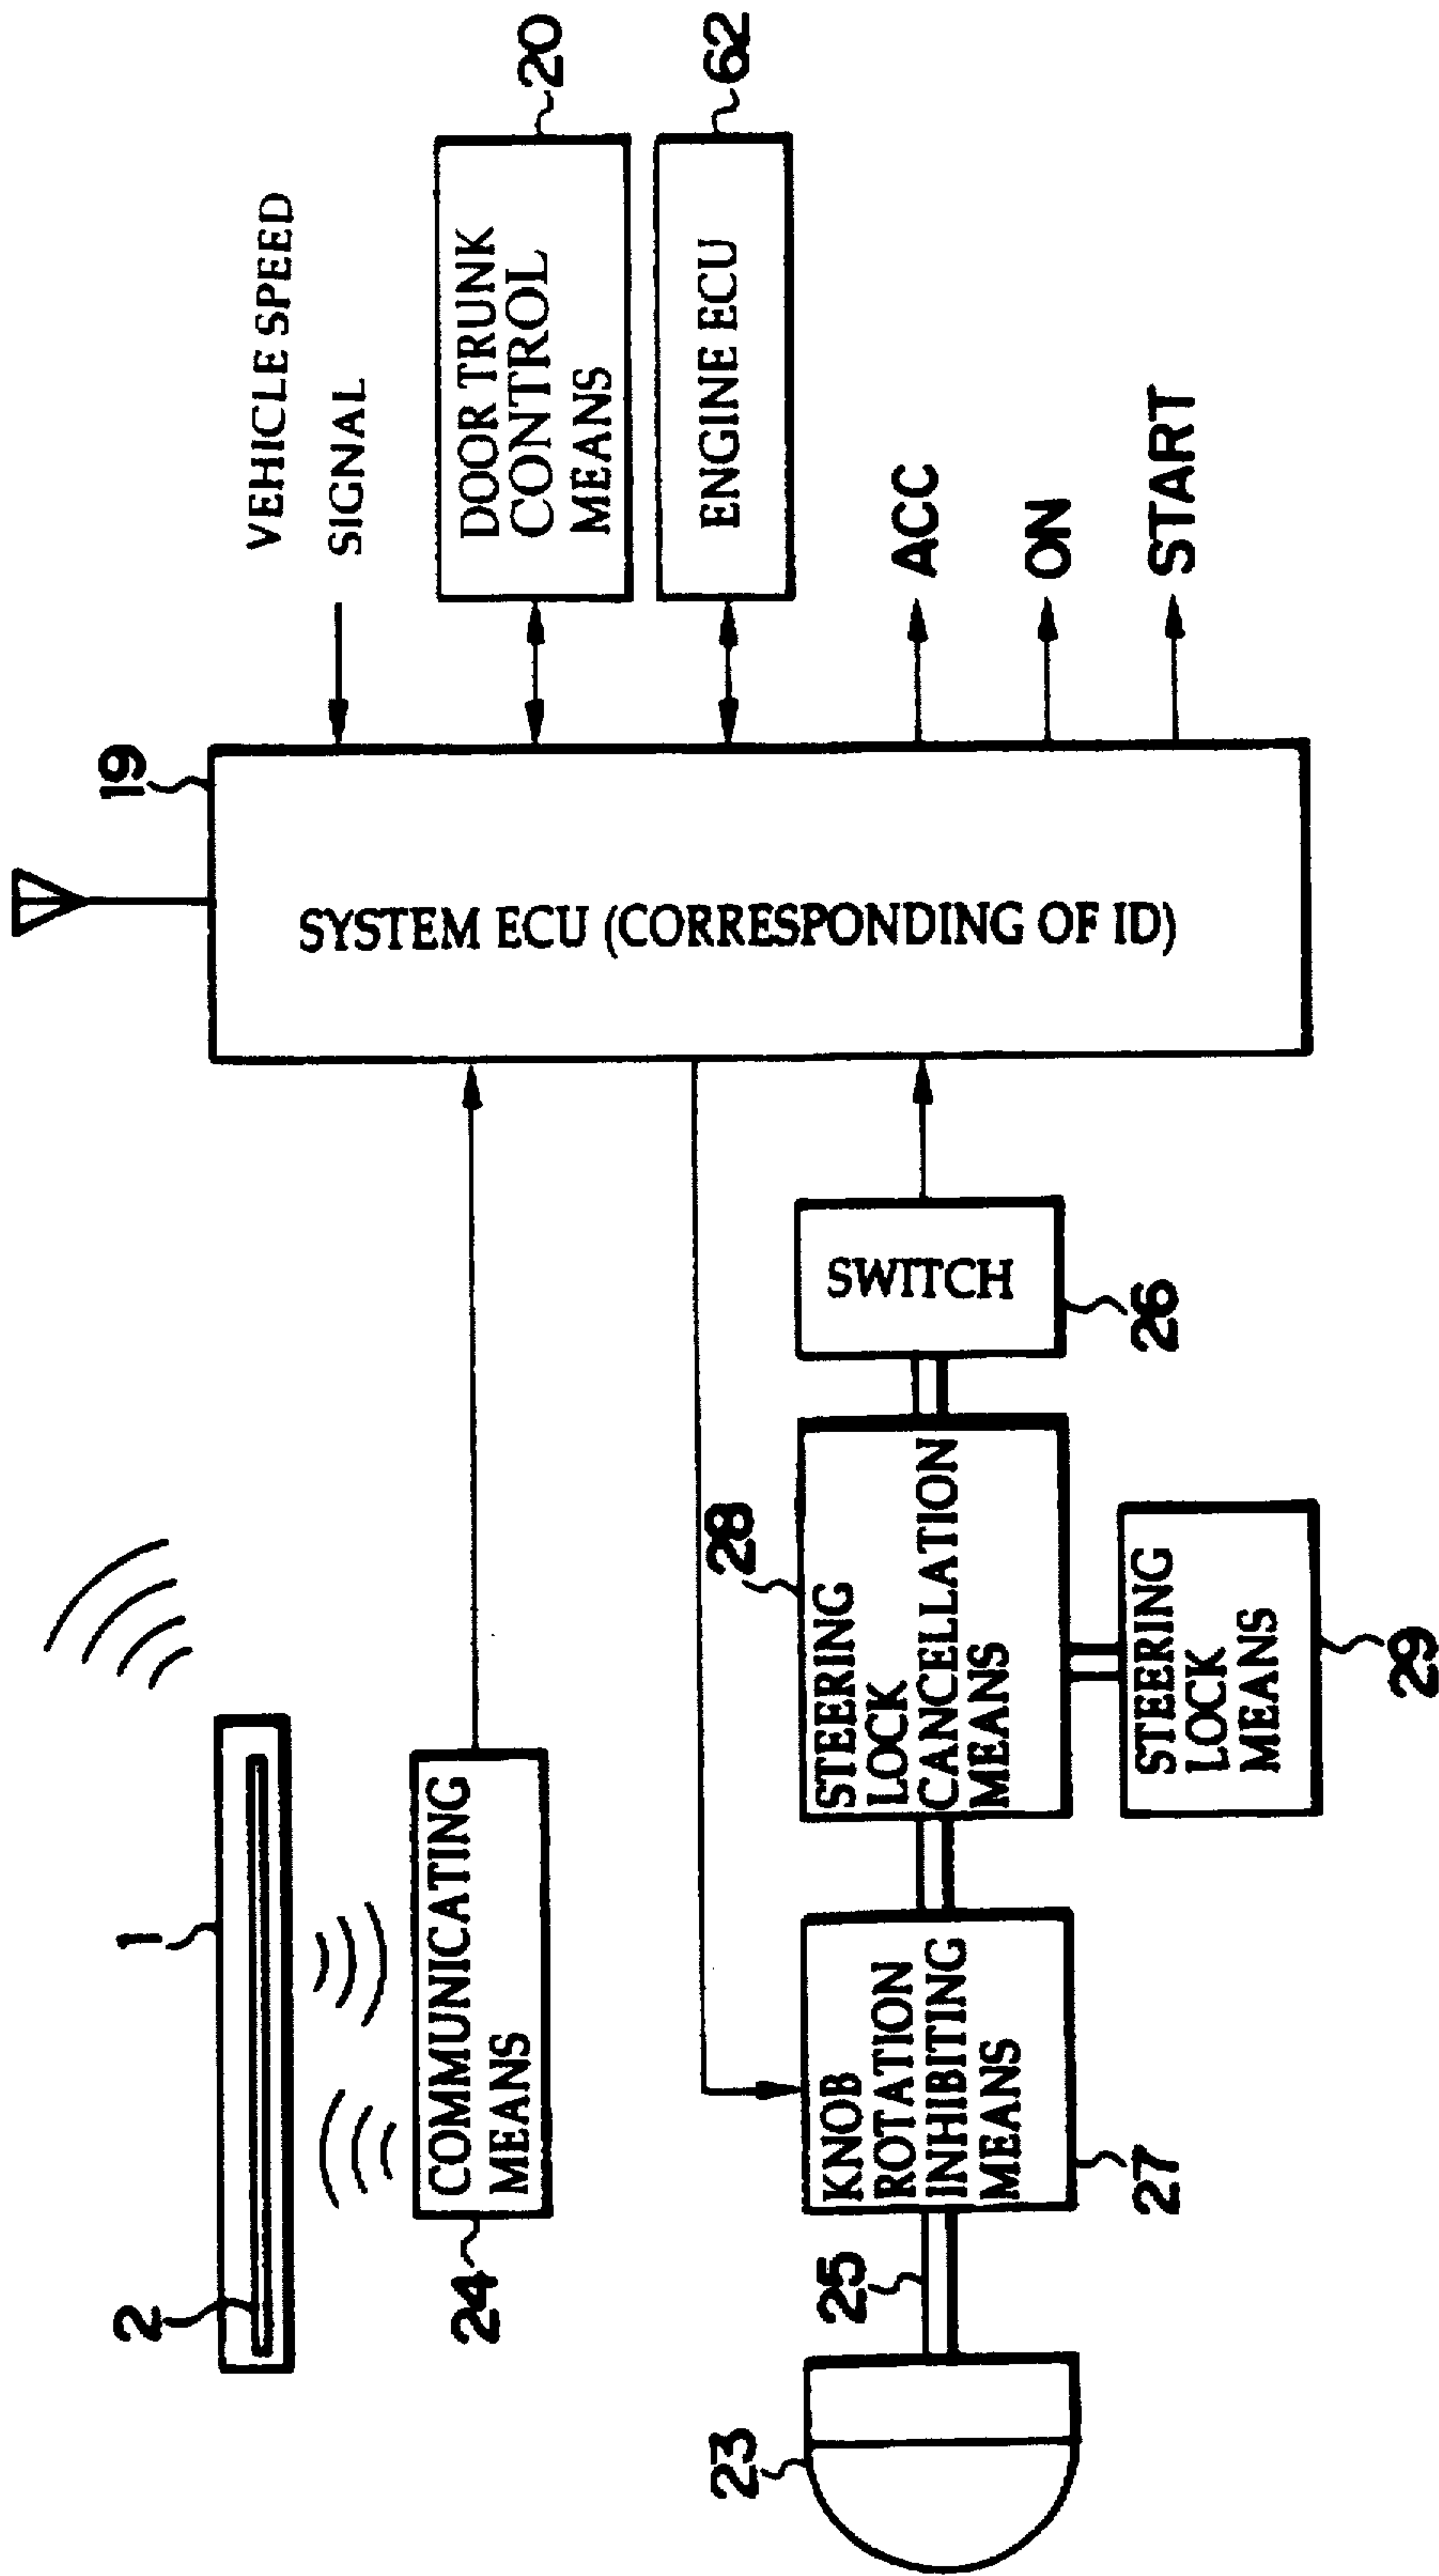 1
2
24
COMMUNICATING
MEANS
19
SYSTEM ECU (CORRESPONDING OF ID)
VEHICLE SPEED
SIGNAL
20
DOOR TRUNK
CONTROL
MEANS
62
ENGINE ECU
ACC
ON
START
23
25
KNOB
ROTATION
INHIBITING
MEANS
27
28
STEERING
LOCK
CANCELLATION
MEANS
SWITCH
26
STEERING
LOCK
MEANS
29